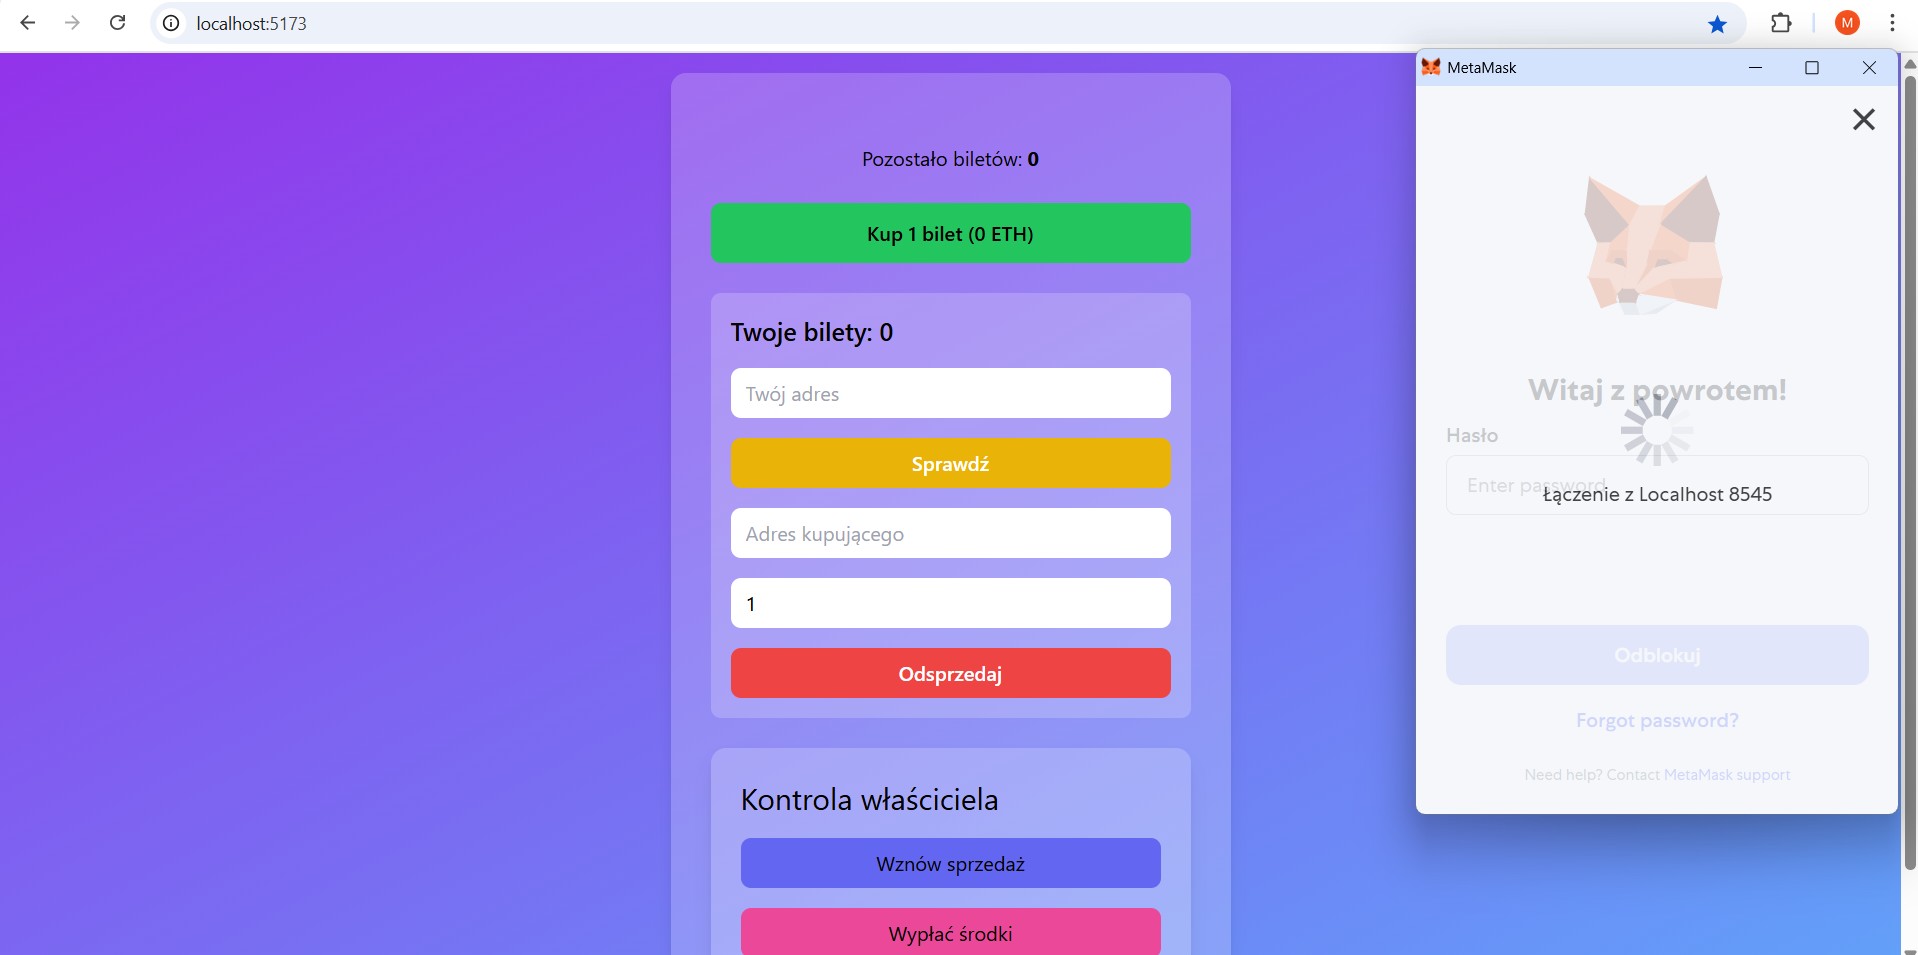 localhost:5173
M
MetaMask
Pozostało biletów: 0
Kup 1 bilet (0 ETH)
Twoje bilety: 0
Twój adres
Sprawdź
Adres kupującego
1
Odsprzedaj
Kontrola właściciela
Wznów sprzedaż
Wypłać środki
Witaj z powrotem!
Hasło
Enter password
Łączenie z Localhost 8545
Odblokuj
Forgot password?
Need help? Contact MetaMask support